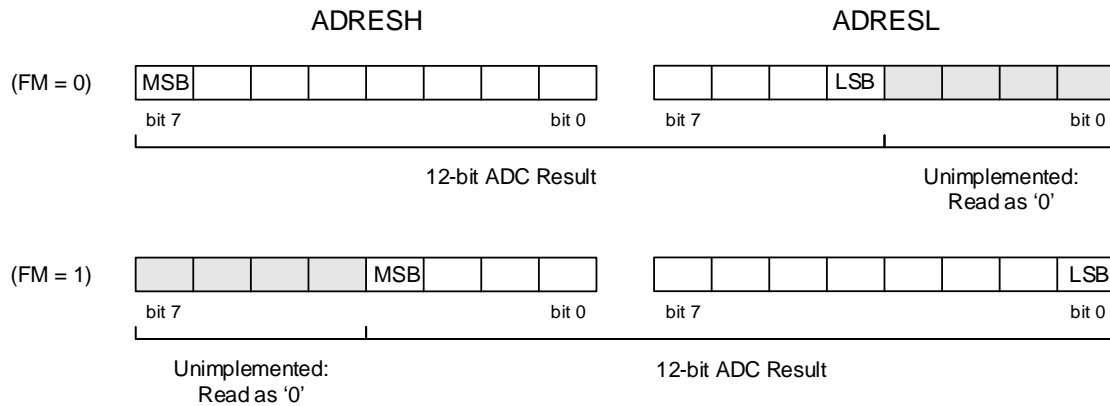 ADRESH ADRESL
(FM = 0) MSB LSB
bit 7 bit 0 bit 7 bit 0
12-bit ADC Result Unimplemented:
Read as ‘0’
(FM = 1) MSB LSB
bit 7 bit 0 bit 7 bit 0
Unimplemented: 12-bit ADC Result
Read as ‘0’